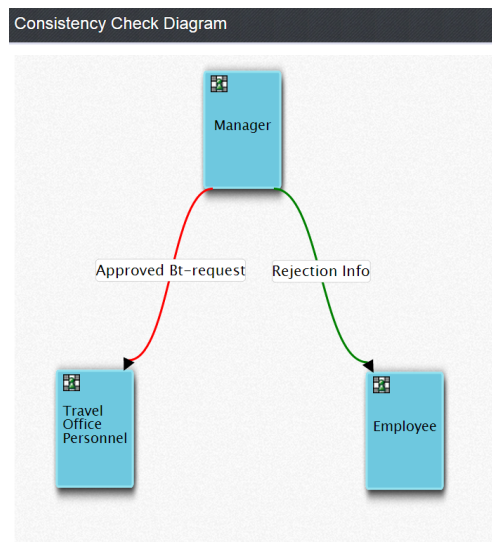 Consistency Check Diagram
Manager
Approved Bt-request
Rejection Info
Travel
Office
Personnel
Employee